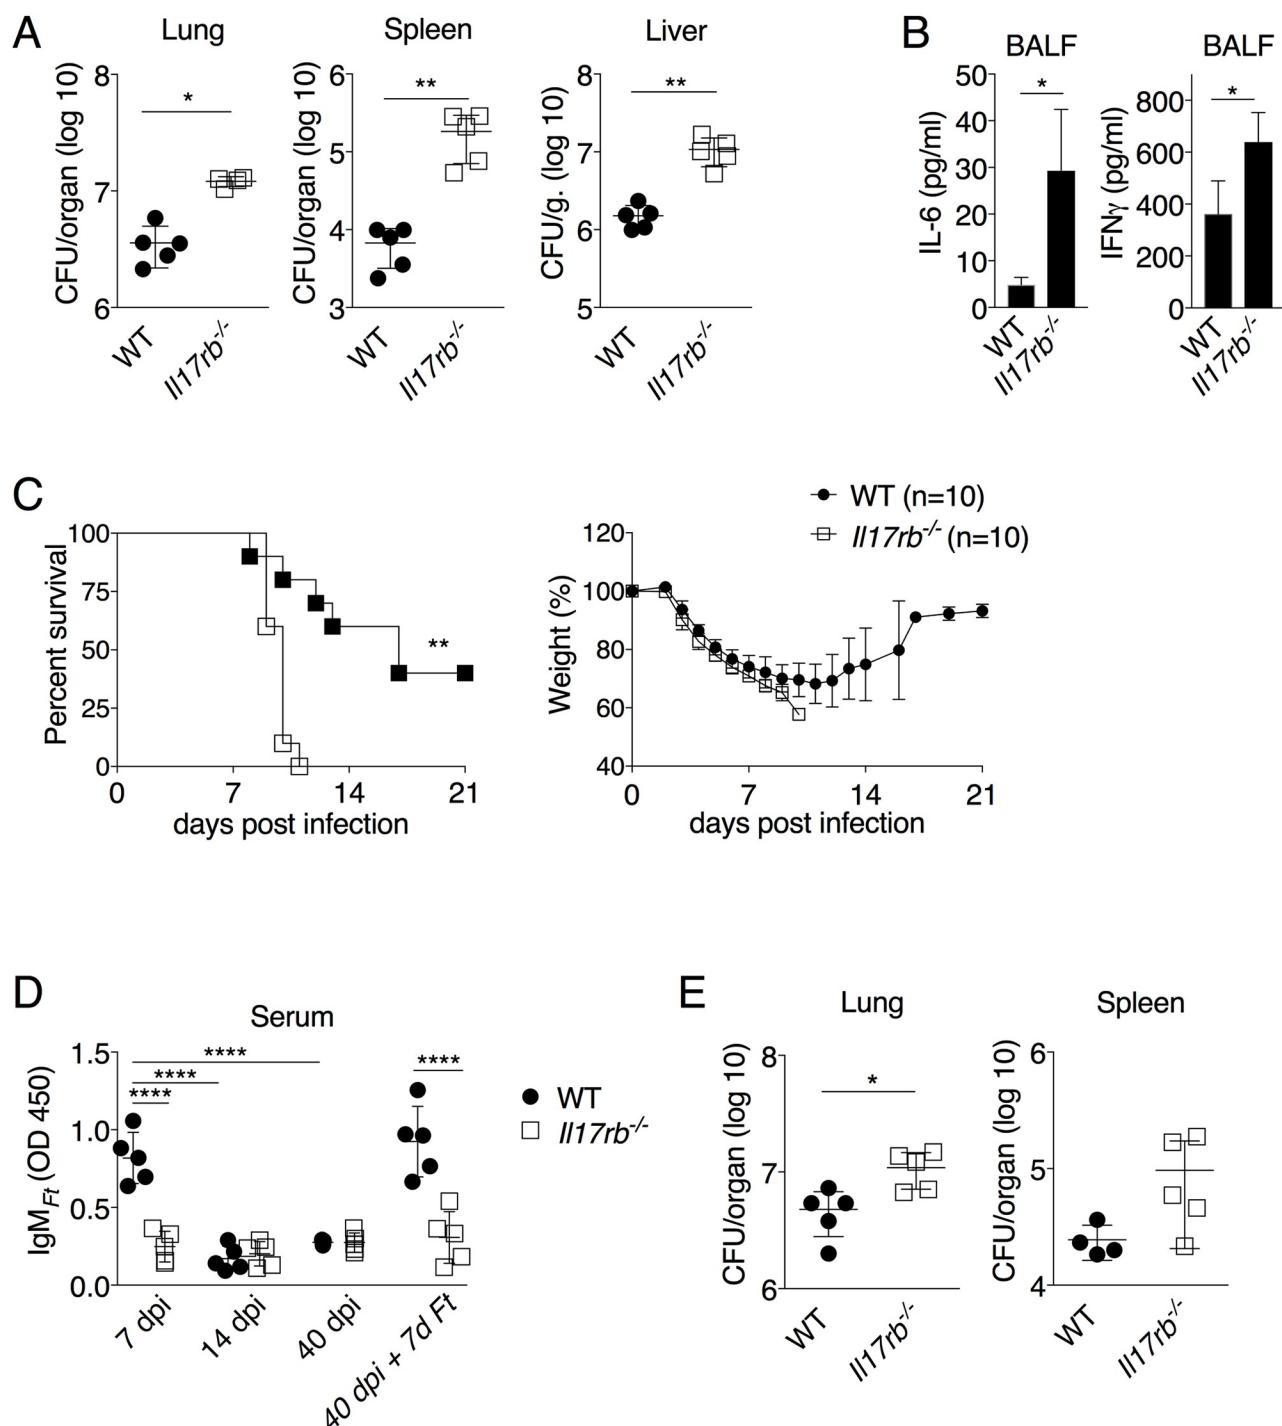 A
Lung
Spleen
Liver
B
BALF
BALF
CFU/organ (log 10)
8
7
6
*
WT
Il17rb-/-
CFU/organ (log 10)
6
5
4
3
**
WT
Il17rb-/-
CFU/g. (log 10)
8
7
6
5
**
WT
Il17rb-/-
IL-6 (pg/ml)
50
40
30
20
10
0
*
WT
Il17rb-/-
IFNγ (pg/ml)
800
600
400
200
0
*
WT
Il17rb-/-
C
WT (n=10)
Il17rb-/- (n=10)
Percent survival
100
75
50
25
0
**
0 7 14 21
days post infection
Weight (%)
120
100
80
60
40
0 7 14 21
days post infection
D
Serum
IgMFt (OD 450)
1.5
1.0
0.5
0.0
****
****
****
****
7 dpi
14 dpi
40 dpi
40 dpi + 7d Ft
WT
Il17rb-/-
E
Lung
Spleen
CFU/organ (log 10)
8
7
6
*
WT
Il17rb-/-
CFU/organ (log 10)
6
5
4
WT
Il17rb-/-